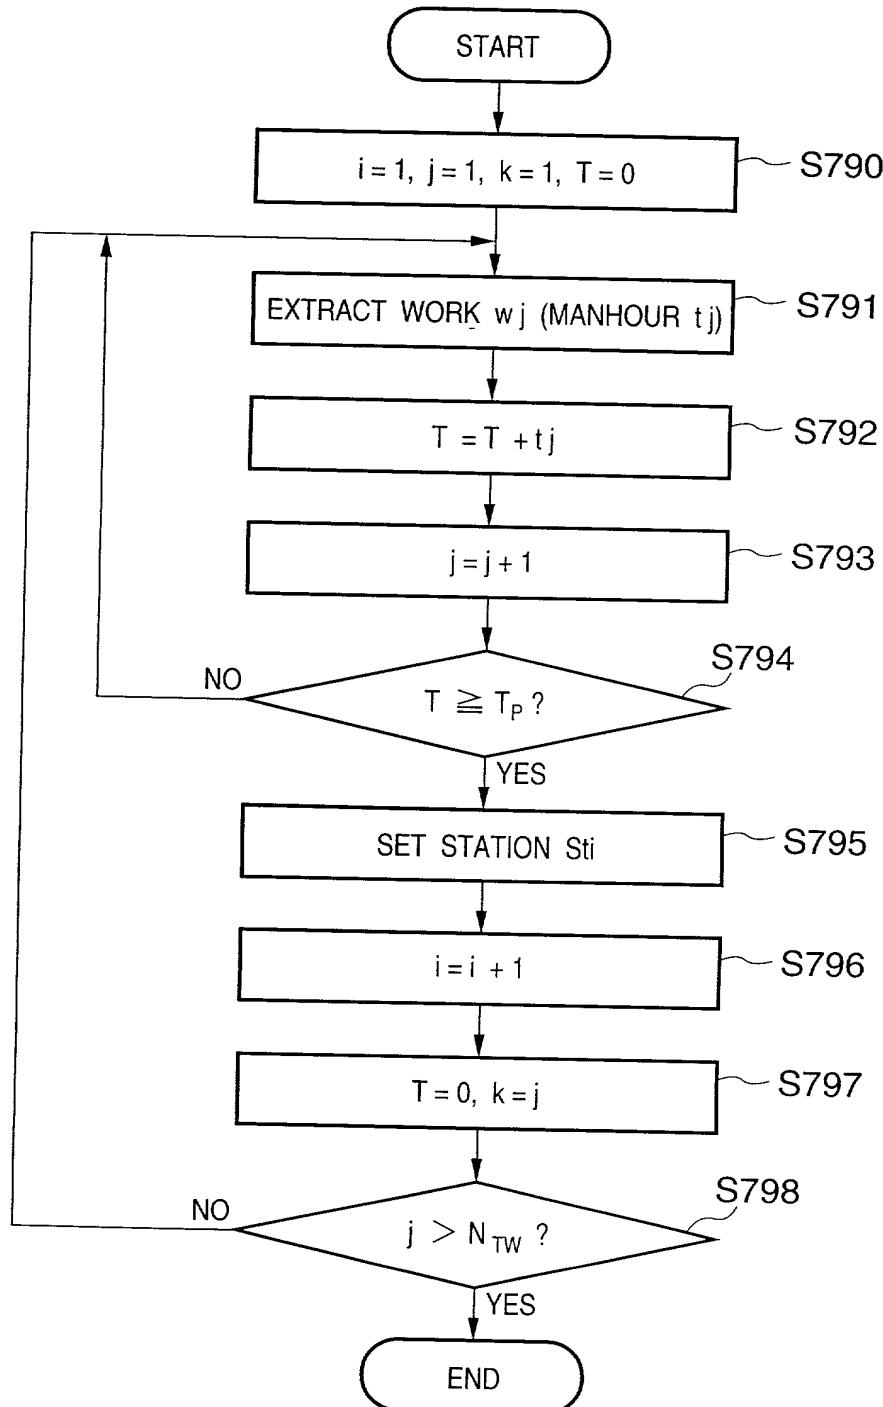 START
i = 1, j = 1, k = 1, T = 0
S790
EXTRACT WORK wj (MANHOUR tj)
S791
T = T + tj
S792
j = j + 1
S793
S794
NO
T ≧ TP ?
YES
SET STATION Sti
S795
i = i + 1
S796
T = 0, k = j
S797
S798
NO
j > NTW ?
YES
END